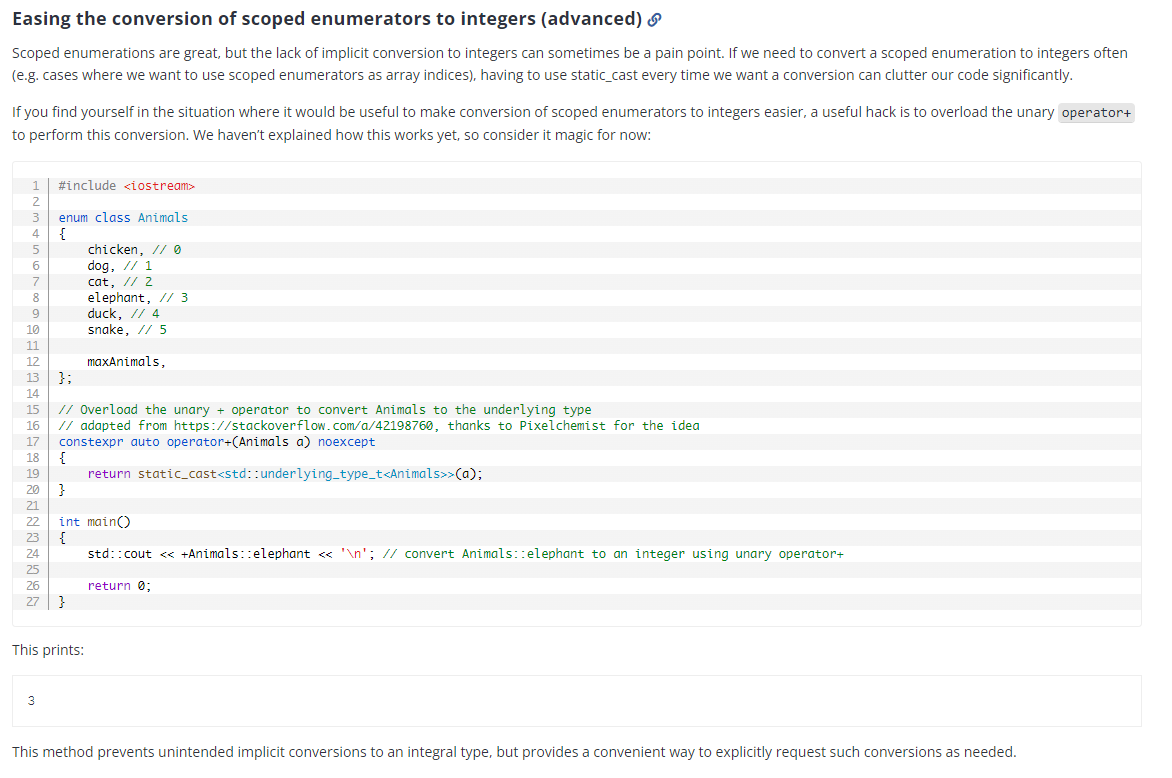 Easing the conversion of scoped enumerators to integers (advanced)
Scoped enumerations are great, but the lack of implicit conversion to integers can sometimes be a pain point. If we need to convert a scoped enumeration to integers often
(e.g. cases where we want to use scoped enumerators as array indices), having to use static_cast every time we want a conversion can clutter our code significantly.
If you find yourself in the situation where it would be useful to make conversion of scoped enumerators to integers easier, a useful hack is to overload the unary operator+
to perform this conversion. We haven’t explained how this works yet, so consider it magic for now:
1 #include <iostream>
2
3 enum class Animals
4 {
5     chicken, // 0
6     dog, // 1
7     cat, // 2
8     elephant, // 3
9     duck, // 4
10     snake, // 5
11
12     maxAnimals,
13 };
14
15 // Overload the unary + operator to convert Animals to the underlying type
16 // adapted from https://stackoverflow.com/a/42198760, thanks to Pixelchemist for the idea
17 constexpr auto operator+(Animals a) noexcept
18 {
19     return static_cast<std::underlying_type_t<Animals>>(a);
20 }
21
22 int main()
23 {
24     std::cout << +Animals::elephant << '\n'; // convert Animals::elephant to an integer using unary operator+
25
26     return 0;
27 }
This prints:
3
This method prevents unintended implicit conversions to an integral type, but provides a convenient way to explicitly request such conversions as needed.